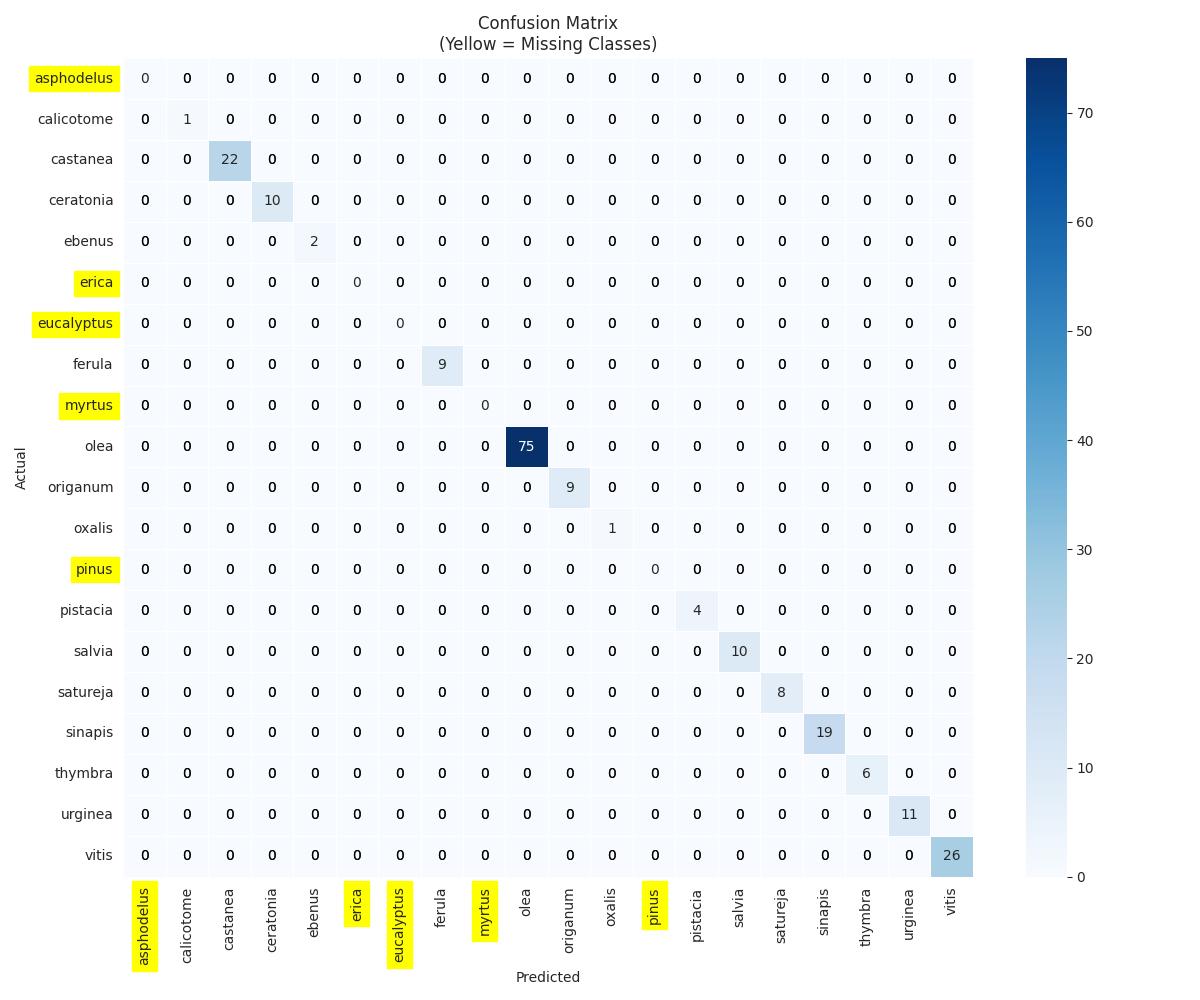 Confusion Matrix
(Yellow = Missing Classes)
asphodelus 0 0 0 0 0 0 0 0 0 0 0 0 0 0 0 0 0 0 0 0
calicotome 0 1 0 0 0 0 0 0 0 0 0 0 0 0 0 0 0 0 0 0
castanea 0 0 22 0 0 0 0 0 0 0 0 0 0 0 0 0 0 0 0 0
ceratonia 0 0 0 10 0 0 0 0 0 0 0 0 0 0 0 0 0 0 0 0
ebenus 0 0 0 0 2 0 0 0 0 0 0 0 0 0 0 0 0 0 0 0
erica 0 0 0 0 0 0 0 0 0 0 0 0 0 0 0 0 0 0 0 0
eucalyptus 0 0 0 0 0 0 0 0 0 0 0 0 0 0 0 0 0 0 0 0
ferula 0 0 0 0 0 0 0 9 0 0 0 0 0 0 0 0 0 0 0 0
myrtus 0 0 0 0 0 0 0 0 0 0 0 0 0 0 0 0 0 0 0 0
olea 0 0 0 0 0 0 0 0 0 75 0 0 0 0 0 0 0 0 0 0
origanum 0 0 0 0 0 0 0 0 0 0 9 0 0 0 0 0 0 0 0 0
oxalis 0 0 0 0 0 0 0 0 0 0 0 1 0 0 0 0 0 0 0 0
pinus 0 0 0 0 0 0 0 0 0 0 0 0 0 0 0 0 0 0 0 0
pistacia 0 0 0 0 0 0 0 0 0 0 0 0 0 4 0 0 0 0 0 0
salvia 0 0 0 0 0 0 0 0 0 0 0 0 0 0 10 0 0 0 0 0
satureja 0 0 0 0 0 0 0 0 0 0 0 0 0 0 0 8 0 0 0 0
sinapis 0 0 0 0 0 0 0 0 0 0 0 0 0 0 0 0 19 0 0 0
thymbra 0 0 0 0 0 0 0 0 0 0 0 0 0 0 0 0 0 6 0 0
urginea 0 0 0 0 0 0 0 0 0 0 0 0 0 0 0 0 0 0 11 0
vitis 0 0 0 0 0 0 0 0 0 0 0 0 0 0 0 0 0 0 0 26
Actual
asphodelus calicotome castanea ceratonia ebenus erica eucalyptus ferula myrtus olea origanum oxalis pinus pistacia salvia satureja sinapis thymbra urginea vitis
Predicted
70
60
50
40
30
20
10
0